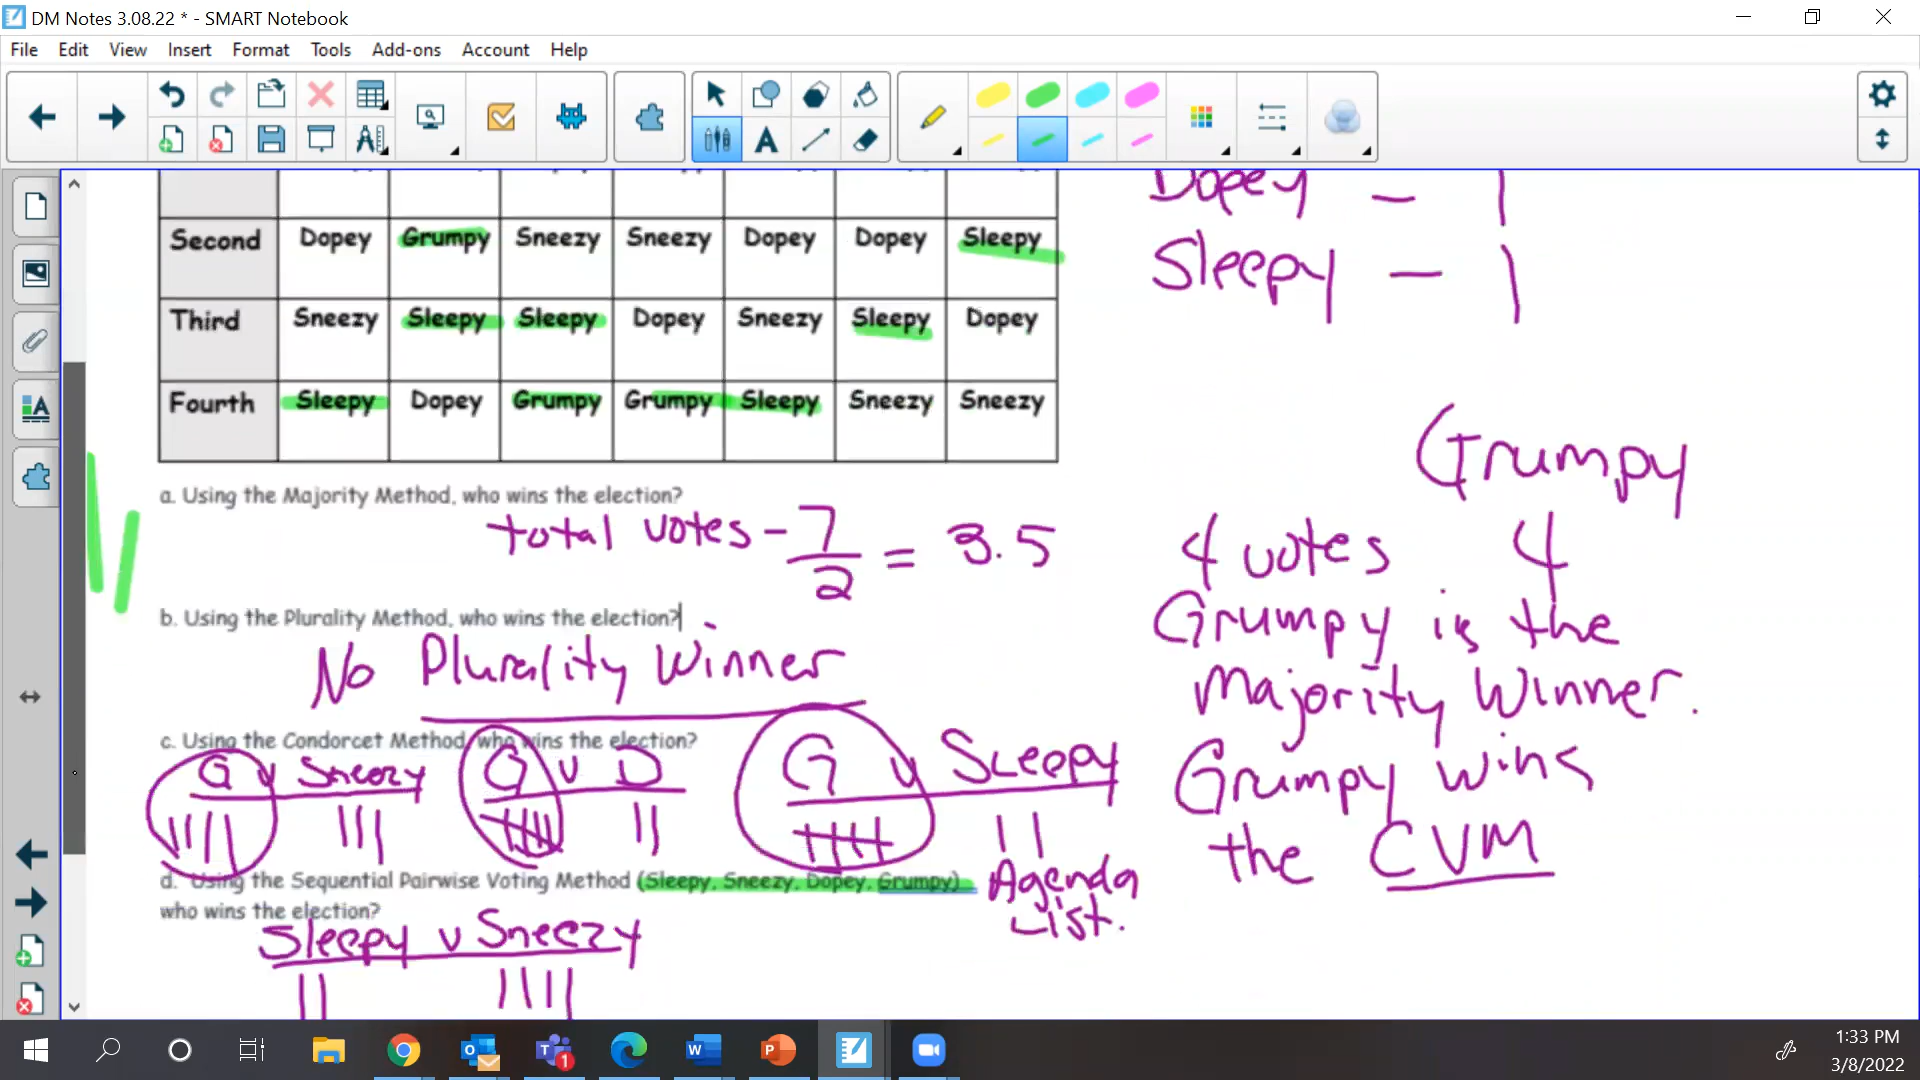 DM Notes 3.08.22 * - SMART Notebook
File Edit View Insert Format Tools Add-ons Account Help
Dopey - 1
Sleepy - 1
Second Dopey Grumpy Sneezy Sneezy Dopey Dopey Sleepy
Third Sneezy Sleepy Sleepy Dopey Sneezy Sleepy Dopey
Fourth Sleepy Dopey Grumpy Grumpy Sleepy Sneezy Sneezy
Grumpy
4
a. Using the Majority Method, who wins the election?
total votes - 7/2 = 3.5
4 votes
Grumpy is the
Majority Winner.
b. Using the Plurality Method, who wins the election?
No Plurality Winner
c. Using the Condorcet Method, who wins the election?
G v Sneezy G v D G v Sleepy
Grumpy wins
the CVM
d. Using the Sequential Pairwise Voting Method (Sleepy, Sneezy, Dopey, Grumpy)
who wins the election?
Agenda
List.
Sleepy v Sneezy
1
1:33 PM
3/8/2022